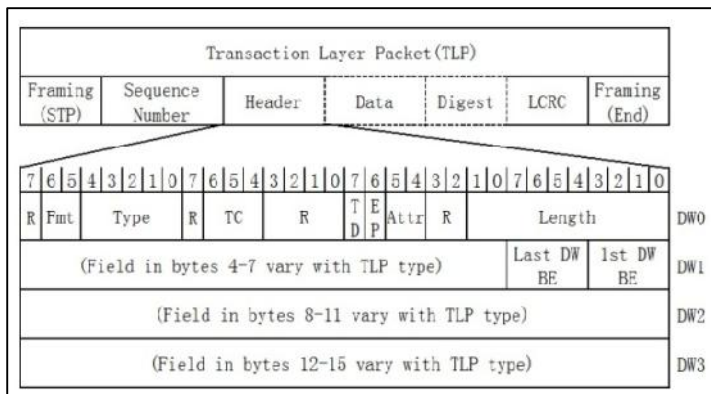 Transaction Layer Packet(TLP)
Framing (STP) Sequence Number Header Data Digest LCRC Framing (End)
7 6 5 4 3 2 1 0 7 6 5 4 3 2 1 0 7 6 5 4 3 2 1 0 7 6 5 4 3 2 1 0
R Fmt Type R TC R TD EP Attr R Length DW0
(Field in bytes 4-7 vary with TLP type) Last DW BE 1st DW BE DW1
(Field in bytes 8-11 vary with TLP type) DW2
(Field in bytes 12-15 vary with TLP type) DW3